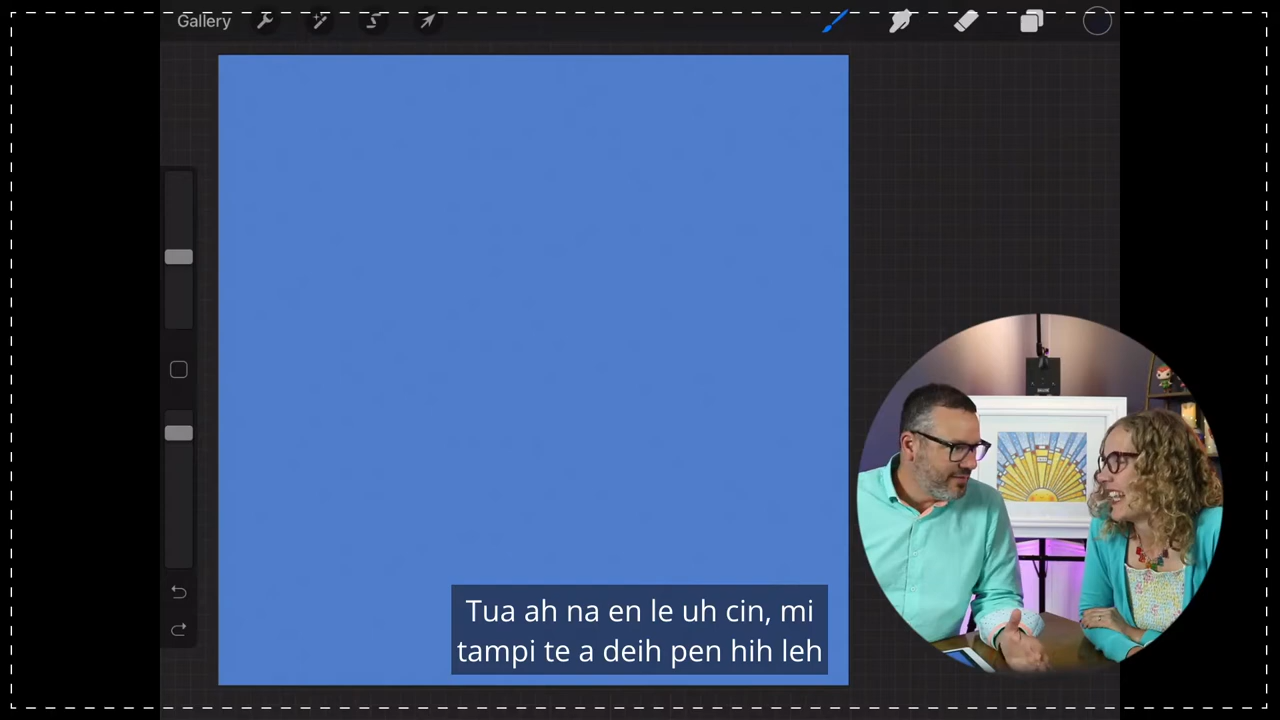 Gallery
Tua ah na en le uh cin, mi
tampi te a deih pen hih leh